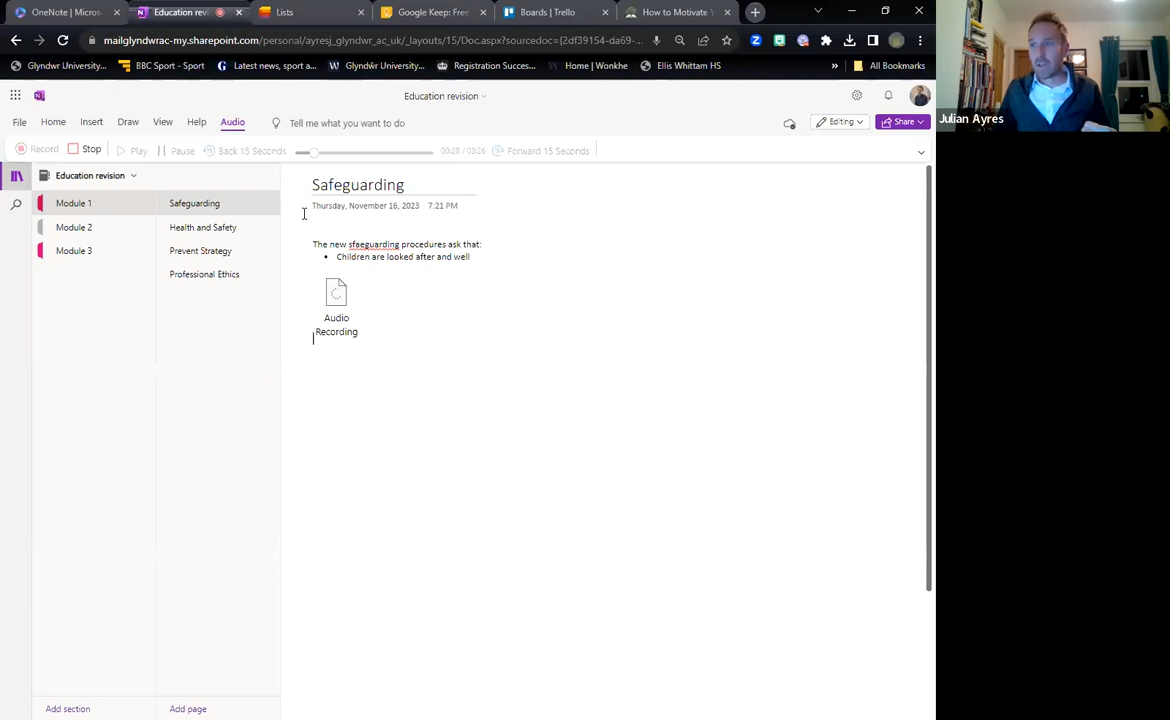 OneNote | Micros
Education revi
Lists
Google Keep: Free
Boards | Trello
How to Motivate
mailglyndwrac-my.sharepoint.com/personal/ayresj_glyndwr_ac_uk/_layouts/15/Doc.aspx?sourcedoc={2df39154-da69-
Glyndwr University...
BBC Sport - Sport
Latest news, sport a...
Glyndŵr University...
Registration Succes...
Home | Wonkhe
Ellis Whittam HS
»
All Bookmarks
Education revision
File
Home
Insert
Draw
View
Help
Audio
Tell me what you want to do
Editing
Share
Record
Stop
Play
Pause
Back 15 Seconds
00:28 / 03:26
Forward 15 Seconds
Education revision
Module 1
Module 2
Module 3
Safeguarding
Health and Safety
Prevent Strategy
Professional Ethics
Safeguarding
Thursday, November 16, 2023 7:21 PM
The new sfaeguarding procedures ask that:
• Children are looked after and well
Audio
Recording
Add section
Add page
Julian Ayres